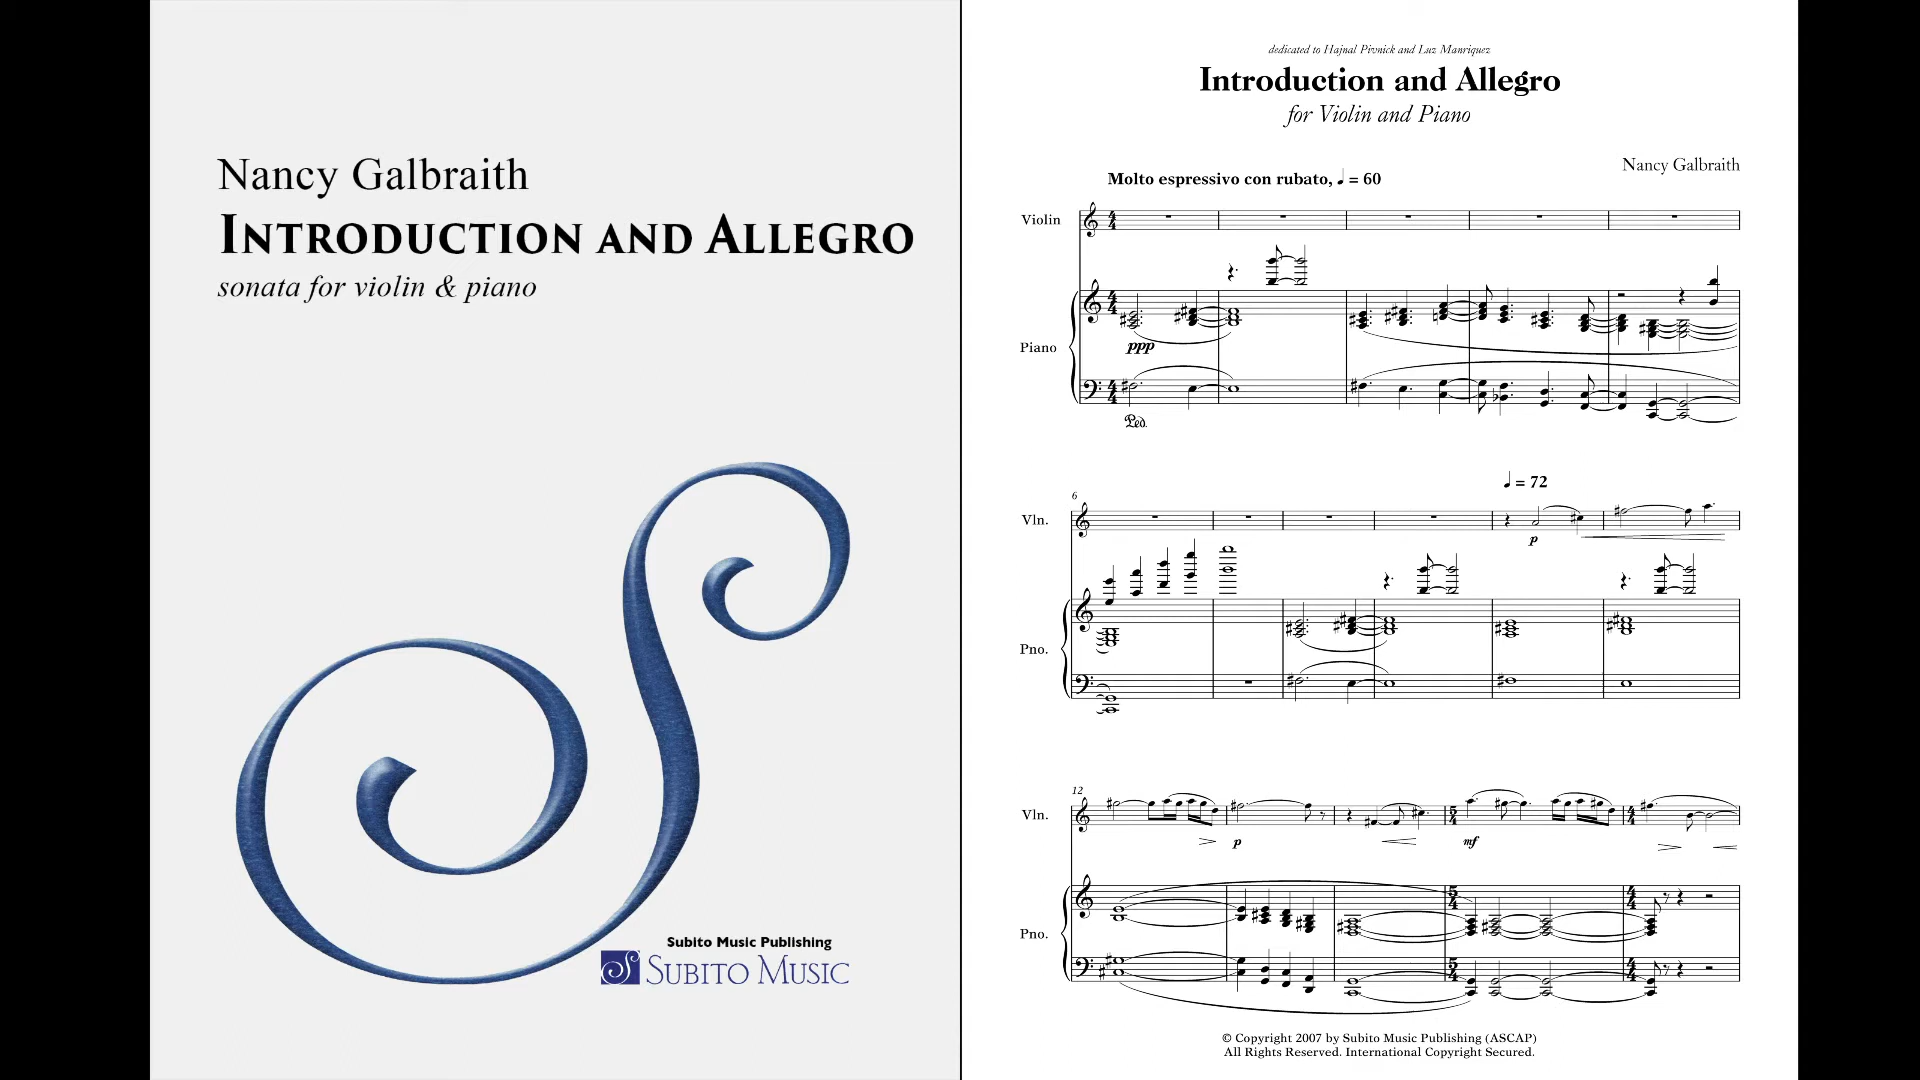 Nancy Galbraith
INTRODUCTION AND ALLEGRO
sonata for violin & piano
Subito Music Publishing
SUBITO MUSIC
dedicated to Hajnal Pivnick and Luz Manriquez
Introduction and Allegro
for Violin and Piano
Nancy Galbraith
Molto espressivo con rubato, ♩ = 60
Violin
Piano
ppp
Ped.
6
♩ = 72
Vln.
p
Pno.
12
Vln.
p
mf
Pno.
© Copyright 2007 by Subito Music Publishing (ASCAP)
All Rights Reserved. International Copyright Secured.